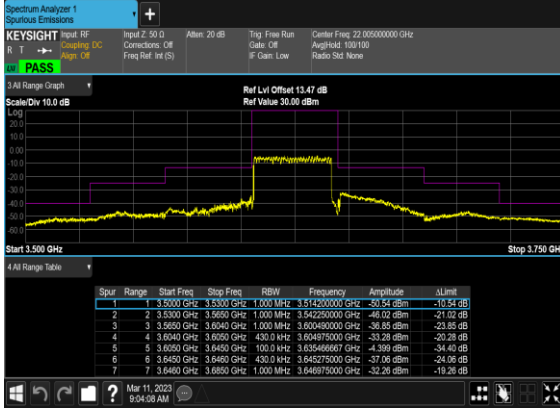 Spectrum Analyzer 1
Spurious Emissions
+
KEYSIGHT Input: RF Input Z: 50 Ω Atten: 20 dB Trig: Free Run Center Freq: 22.005000000 GHz
R T Coupling: DC Corrections: Off Gate: Off Avg|Hold: 100/100
Align: Off Freq Ref: Int (S) IF Gain: Low Radio Std: None
PASS
3 All Range Graph
Ref Lvl Offset 13.47 dB
Scale/Div 10.0 dB Ref Value 30.00 dBm
Log
20.0
10.0
0.00
-10.0
-20.0
-30.0
-40.0
-50.0
-60.0
Start 3.500 GHz Stop 3.750 GH
4 All Range Table
Spur Range Start Freq Stop Freq RBW Frequency Amplitude ΔLimit
1 1 3.5000 GHz 3.5300 GHz 1.000 MHz 3.514200000 GHz -50.54 dBm -10.54 dB
2 2 3.5300 GHz 3.5650 GHz 1.000 MHz 3.542250000 GHz -46.02 dBm -21.02 dB
3 3 3.5650 GHz 3.6040 GHz 1.000 MHz 3.600490000 GHz -36.85 dBm -23.85 dB
4 4 3.6040 GHz 3.6050 GHz 430.0 kHz 3.604975000 GHz -33.28 dBm -20.28 dB
5 5 3.6050 GHz 3.6450 GHz 100.0 kHz 3.635466667 GHz -4.399 dBm -34.40 dB
6 6 3.6450 GHz 3.6460 GHz 430.0 kHz 3.645275000 GHz -37.06 dBm -24.06 dB
7 7 3.6460 GHz 3.6850 GHz 1.000 MHz 3.646975000 GHz -32.26 dBm -19.26 dB
?
Mar 11, 2023
9:04:08 AM